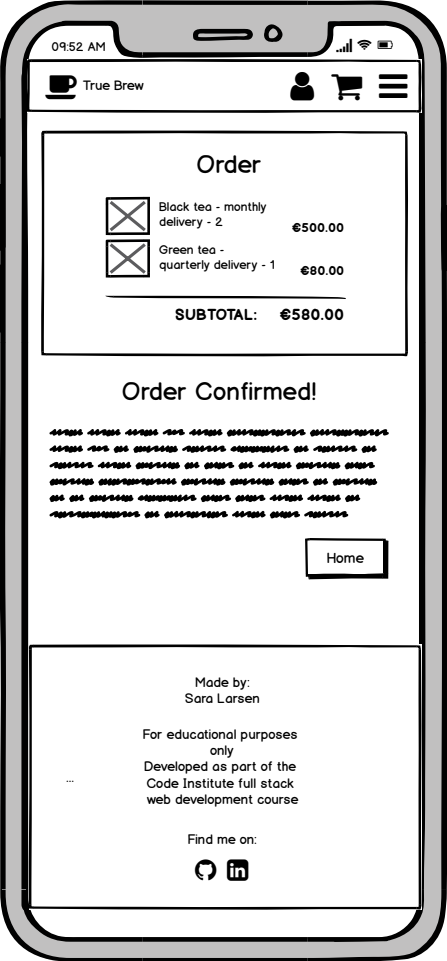 09:52 AM
True Brew
Order
Black tea - monthly
delivery - 2
€500.00
Green tea -
quarterly delivery - 1
€80.00
SUBTOTAL: €580.00
Order Confirmed!
Home
Made by:
Sara Larsen
For educational purposes
only
Developed as part of the
...
Code Institute full stack
web development course
Find me on:
in